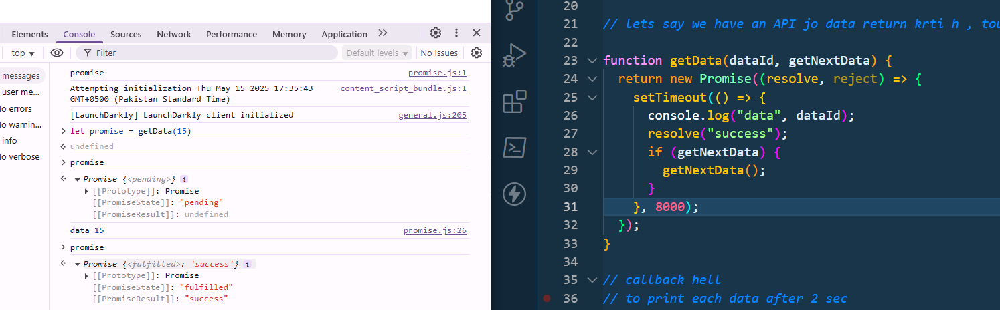 Elements Console Sources Network Performance Memory Application
top Filter Default levels No Issues
messages
user me...
o errors
o warnin...
info
o verbose
promise promise.js:1
Attempting initialization Thu May 15 2025 17:35:43 content_script_bundle.js:1
GMT+0500 (Pakistan Standard Time)
[LaunchDarkly] LaunchDarkly client initialized general.js:205
> let promise = getData(15)
undefined
> promise
Promise {<pending>} i
[[Prototype]]: Promise
[[PromiseState]]: "pending"
[[PromiseResult]]: undefined
data 15 promise.js:26
> promise
Promise {<fulfilled>: 'success'} i
[[Prototype]]: Promise
[[PromiseState]]: "fulfilled"
[[PromiseResult]]: "success"
20
21 // lets say we have an API jo data return krti h , tou
22
23 function getData(dataId, getNextData) {
24 return new Promise((resolve, reject) => {
25 setTimeout(() => {
26 console.log("data", dataId);
27 resolve("success");
28 if (getNextData) {
29 getNextData();
30 }
31 }, 8000);
32 });
33 }
34
35 // callback hell
36 // to print each data after 2 sec